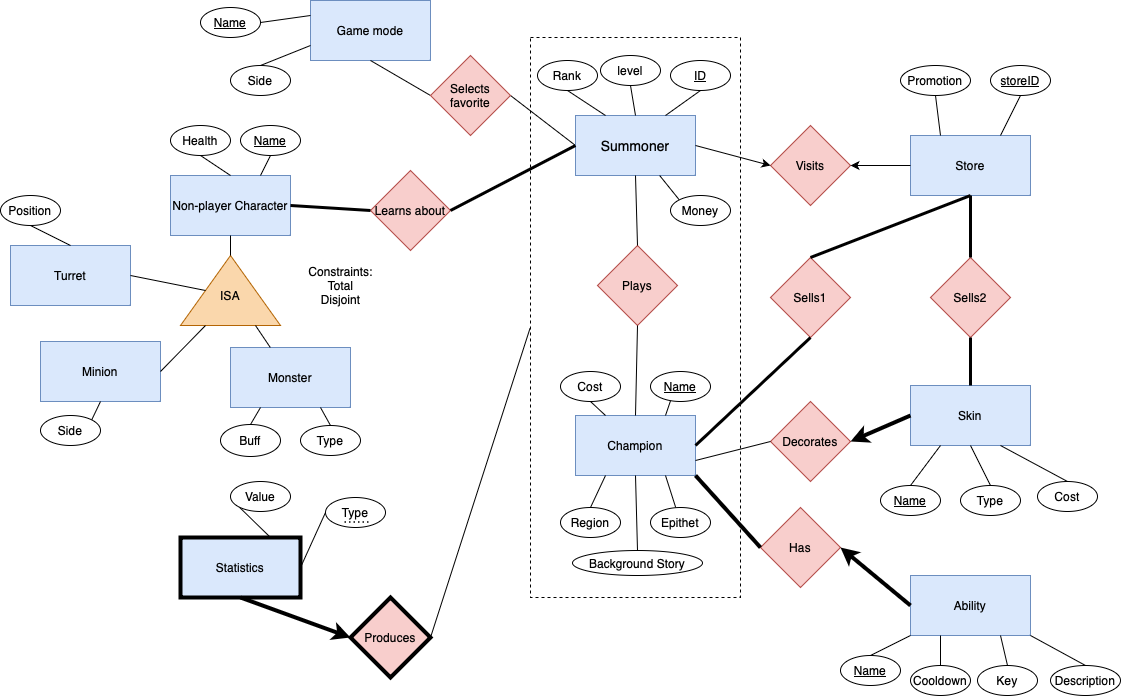 Name
Game mode
Side
Selects
favorite
Rank
level
ID
Summoner
Money
Promotion
storeID
Store
Visits
Health
Name
Non-player Character
Learns about
Position
Turret
ISA
Constraints:
Total
Disjoint
Minion
Side
Monster
Buff
Type
Plays
Sells1
Sells2
Cost
Name
Champion
Region
Epithet
Background Story
Decorates
Skin
Name
Type
Cost
Value
Type
Statistics
Produces
Has
Ability
Name
Cooldown
Key
Description